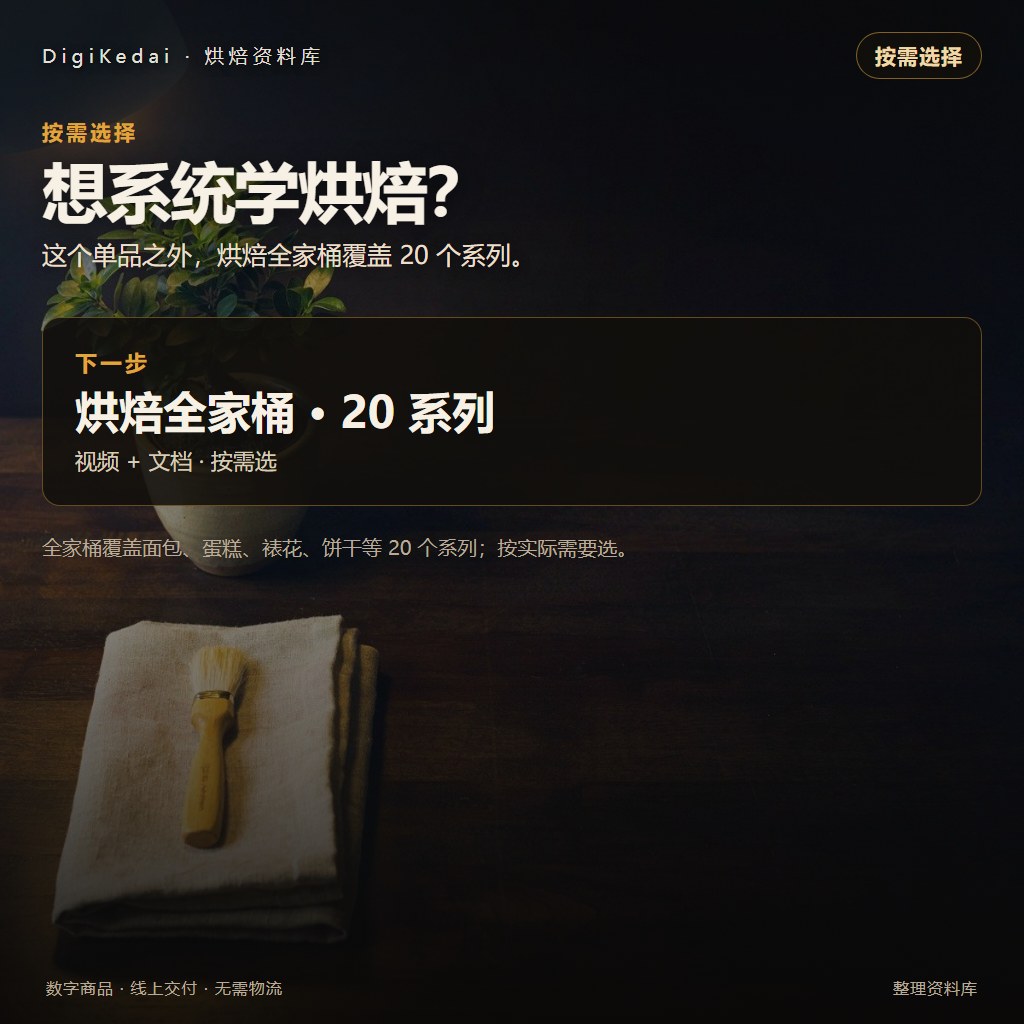 DigiKedai · 烘焙资料库
按需选择
按需选择
想系统学烘焙?
这个单品之外，烘焙全家桶覆盖 20 个系列。
下一步
烘焙全家桶 • 20 系列
视频 + 文档 · 按需选
全家桶覆盖面包、蛋糕、裱花、饼干等 20 个系列；按实际需要选。
数字商品 · 线上交付 · 无需物流
整理资料库